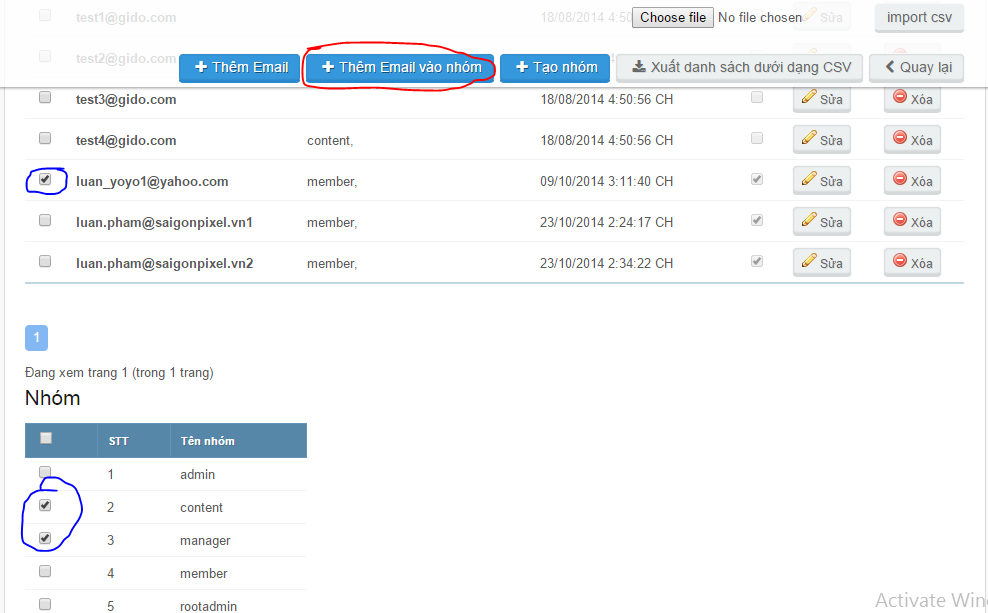 test1@gido.com 18/08/2014 4:50 Choose file No file chosen Sửa import csv
test2@gido.com
Thêm Email Thêm Email vào nhóm Tạo nhóm Xuất danh sách dưới dạng CSV Quay lại
test3@gido.com 18/08/2014 4:50:56 CH Sửa Xóa
test4@gido.com content, 18/08/2014 4:50:56 CH Sửa Xóa
luan_yoyo1@yahoo.com member, 09/10/2014 3:11:40 CH Sửa Xóa
luan.pham@saigonpixel.vn1 member, 23/10/2014 2:24:17 CH Sửa Xóa
luan.pham@saigonpixel.vn2 member, 23/10/2014 2:34:22 CH Sửa Xóa
1
Đang xem trang 1 (trong 1 trang)
Nhóm
STT Tên nhóm
1 admin
2 content
3 manager
4 member
5 rootadmin
Activate Win